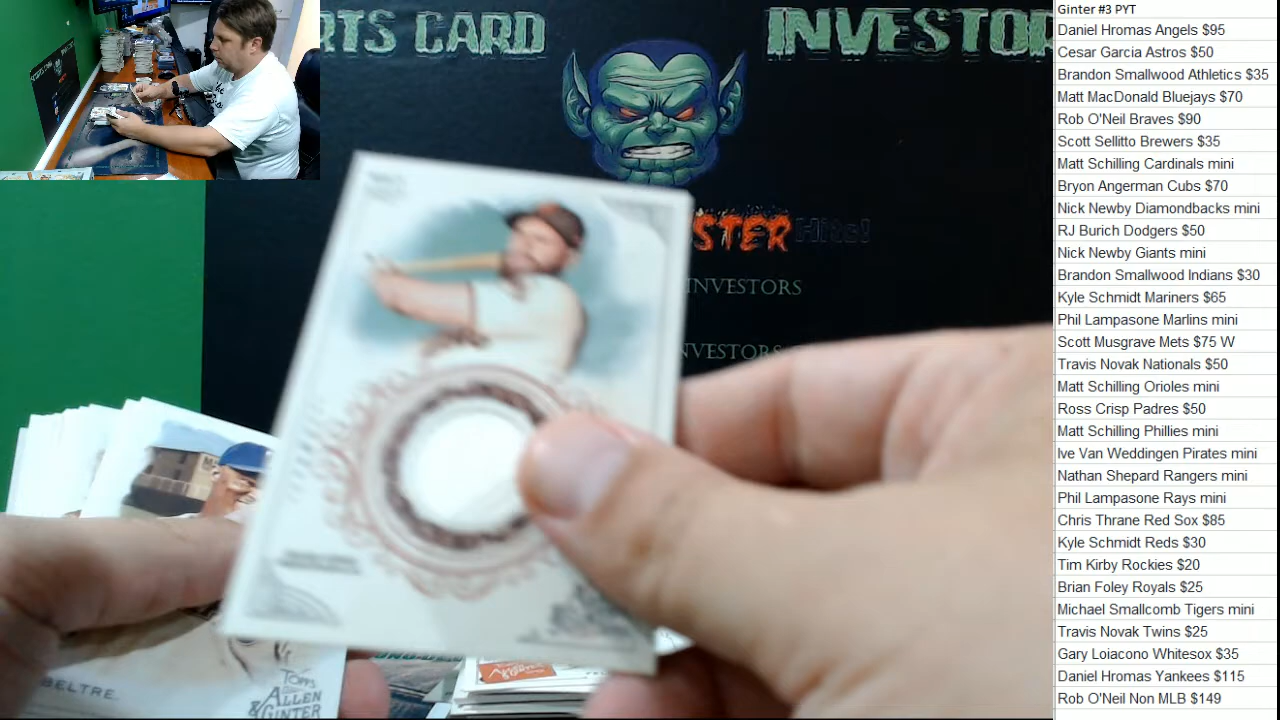 RTS CARD
INVESTOR
STER Hits!
INVESTORS
NVESTORS
BELTRE
TOPPS
ALLEN
& GINTER
Ginter #3 PYT
Daniel Hromas Angels $95
Cesar Garcia Astros $50
Brandon Smallwood Athletics $35
Matt MacDonald Bluejays $70
Rob O'Neil Braves $90
Scott Sellitto Brewers $35
Matt Schilling Cardinals mini
Bryon Angerman Cubs $70
Nick Newby Diamondbacks mini
RJ Burich Dodgers $50
Nick Newby Giants mini
Brandon Smallwood Indians $30
Kyle Schmidt Mariners $65
Phil Lampasone Marlins mini
Scott Musgrave Mets $75 W
Travis Novak Nationals $50
Matt Schilling Orioles mini
Ross Crisp Padres $50
Matt Schilling Phillies mini
Ive Van Weddingen Pirates mini
Nathan Shepard Rangers mini
Phil Lampasone Rays mini
Chris Thrane Red Sox $85
Kyle Schmidt Reds $30
Tim Kirby Rockies $20
Brian Foley Royals $25
Michael Smallcomb Tigers mini
Travis Novak Twins $25
Gary Loiacono Whitesox $35
Daniel Hromas Yankees $115
Rob O'Neil Non MLB $149